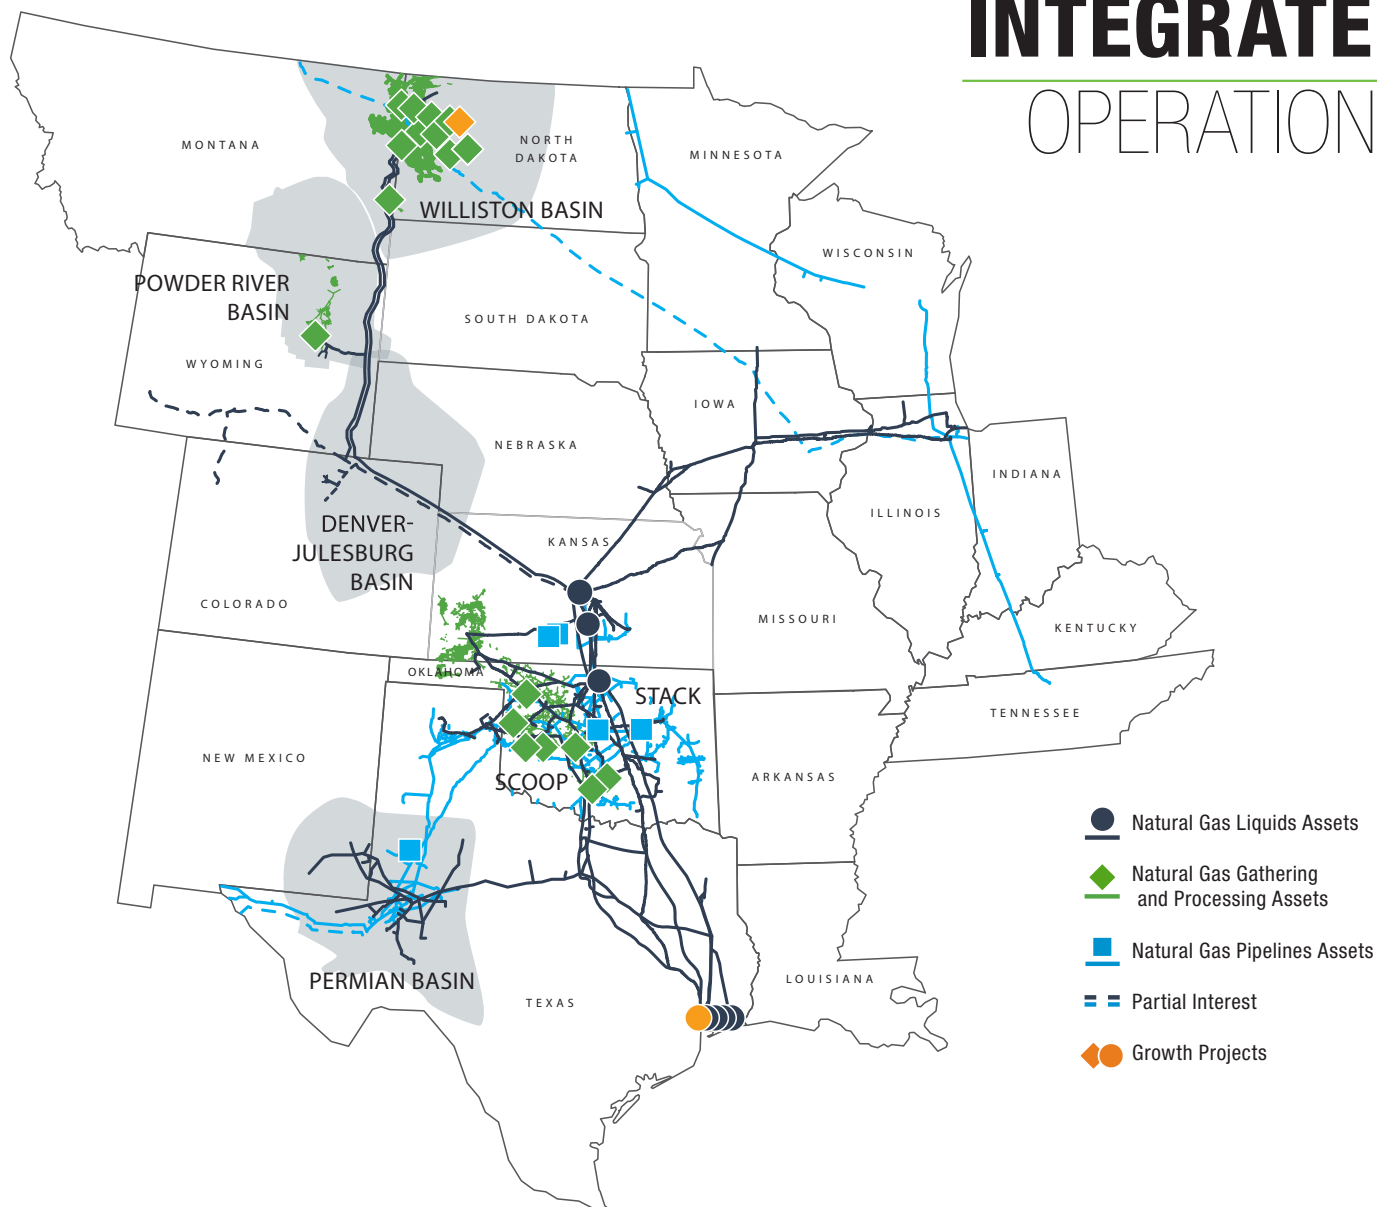 INTEGRATE
OPERATION
MONTANA
NORTH
DAKOTA
MINNESOTA
WILLISTON BASIN
WISCONSIN
POWDER RIVER
BASIN
SOUTH DAKOTA
WYOMING
IOWA
NEBRASKA
INDIANA
ILLINOIS
DENVER-
JULESBURG
BASIN
KANSAS
COLORADO
MISSOURI
KENTUCKY
OKLAHOMA
STACK
TENNESSEE
NEW MEXICO
SCOOP
ARKANSAS
PERMIAN BASIN
TEXAS
LOUISIANA
Natural Gas Liquids Assets
Natural Gas Gathering
and Processing Assets
Natural Gas Pipelines Assets
Partial Interest
Growth Projects